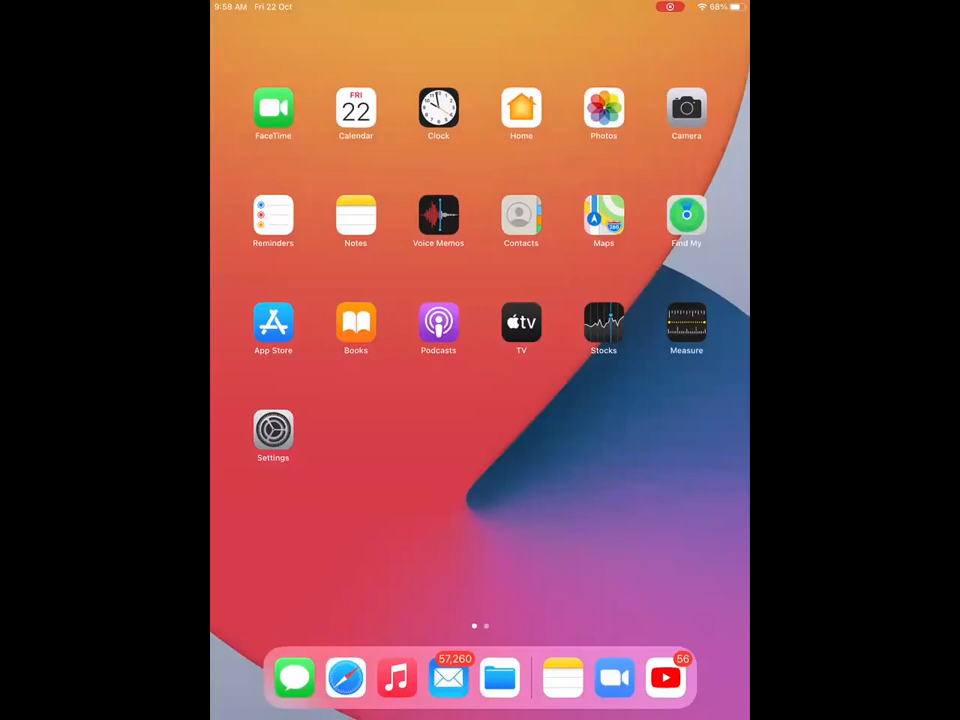 9:58 AM Fri 22 Oct 68%
FRI
22
FaceTime Calendar Clock Home Photos Camera
280
Reminders Notes Voice Memos Contacts Maps Find My
tv
App Store Books Podcasts TV Stocks Measure
Settings
57,260 56